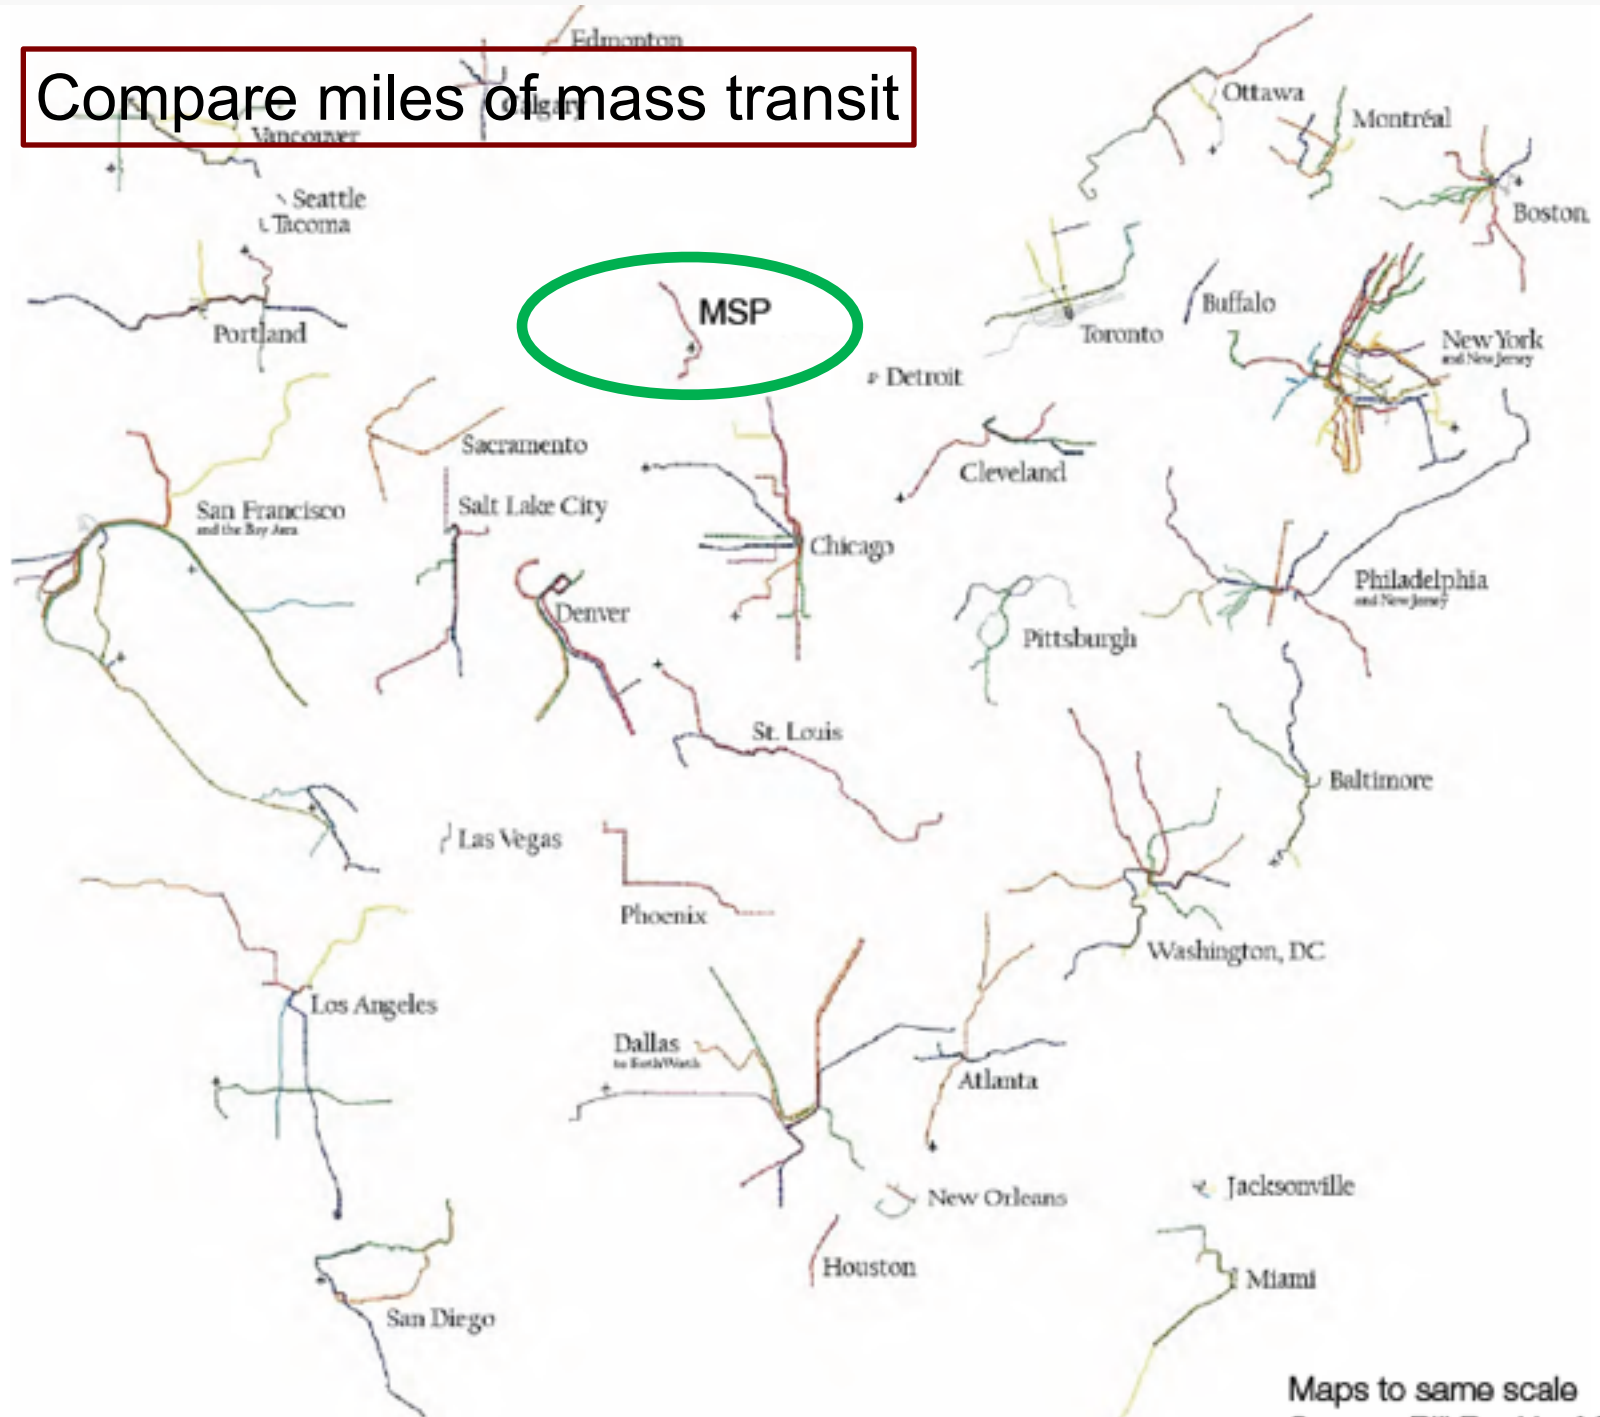 Edmonton
Compare miles of mass transit
Calgary
Vancouver
Ottawa
Montréal
Seattle
Tacoma
Boston
MSP
Portland
Buffalo
Toronto
New York
and New Jersey
Detroit
Sacramento
Cleveland
San Francisco
and the Bay Area
Salt Lake City
Chicago
Denver
Philadelphia
and New Jersey
Pittsburgh
St. Louis
Baltimore
Las Vegas
Phoenix
Washington, DC
Los Angeles
Dallas
to Forth Worth
Atlanta
New Orleans
Jacksonville
Houston
Miami
San Diego
Maps to same scale